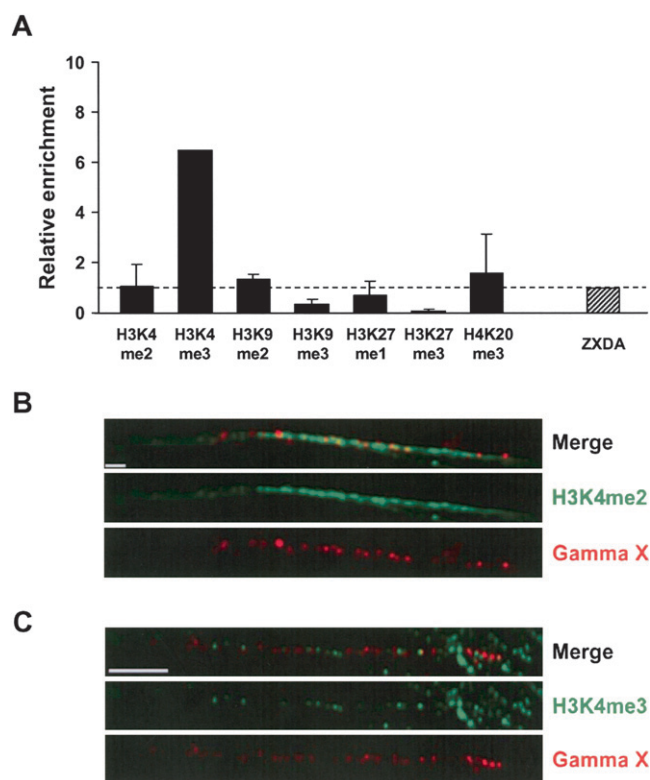 A
Relative enrichment
10
8
6
4
2
0
H3K4 me2
H3K4 me3
H3K9 me2
H3K9 me3
H3K27 me1
H3K27 me3
H4K20 me3
ZXDA
B
Merge
H3K4me2
Gamma X
C
Merge
H3K4me3
Gamma X